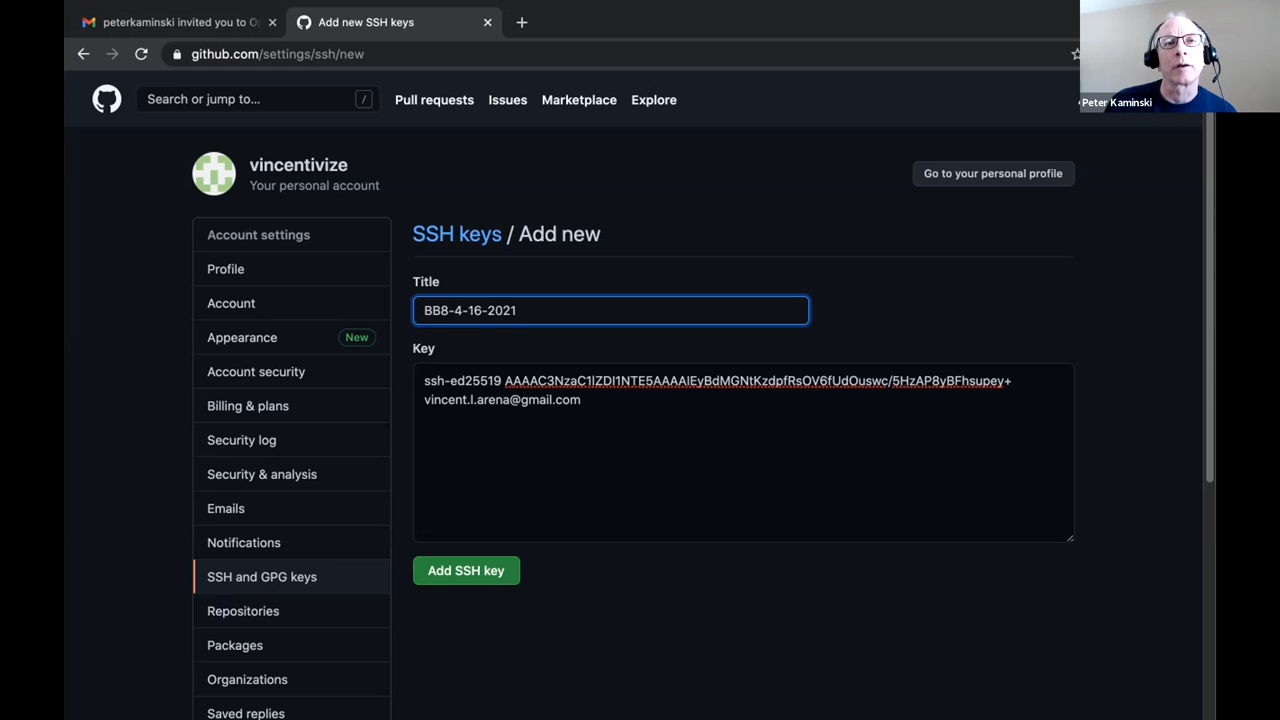 peterkaminski invited you to O
Add new SSH keys
github.com/settings/ssh/new
Peter Kaminski
Search or jump to...
/
Pull requests
Issues
Marketplace
Explore
vincentivize
Your personal account
Go to your personal profile
Account settings
Profile
Account
Appearance
New
Account security
Billing & plans
Security log
Security & analysis
Emails
Notifications
SSH and GPG keys
Repositories
Packages
Organizations
Saved replies
SSH keys / Add new
Title
BB8-4-16-2021
Key
ssh-ed25519 AAAAC3NzaC1lZDI1NTE5AAAAIEyBdMGNtKzdpfRsOV6fUdOuswc/5HzAP8yBFhsupey+
vincent.l.arena@gmail.com
Add SSH key